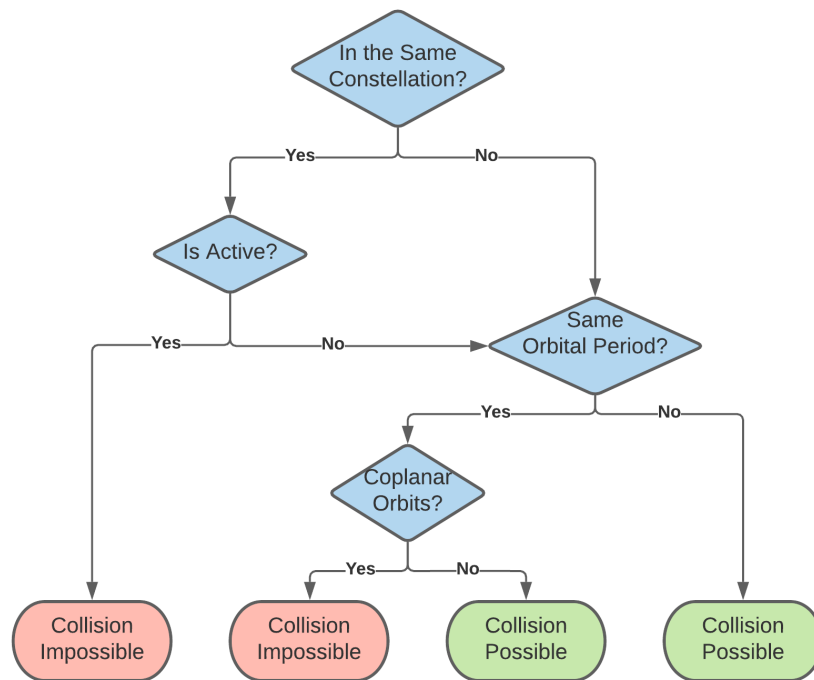 In the Same
Constellation?
Yes
No
Is Active?
Same
Orbital Period?
Yes
No
Yes
No
Coplanar
Orbits?
Yes
No
Collision
Impossible
Collision
Impossible
Collision
Possible
Collision
Possible